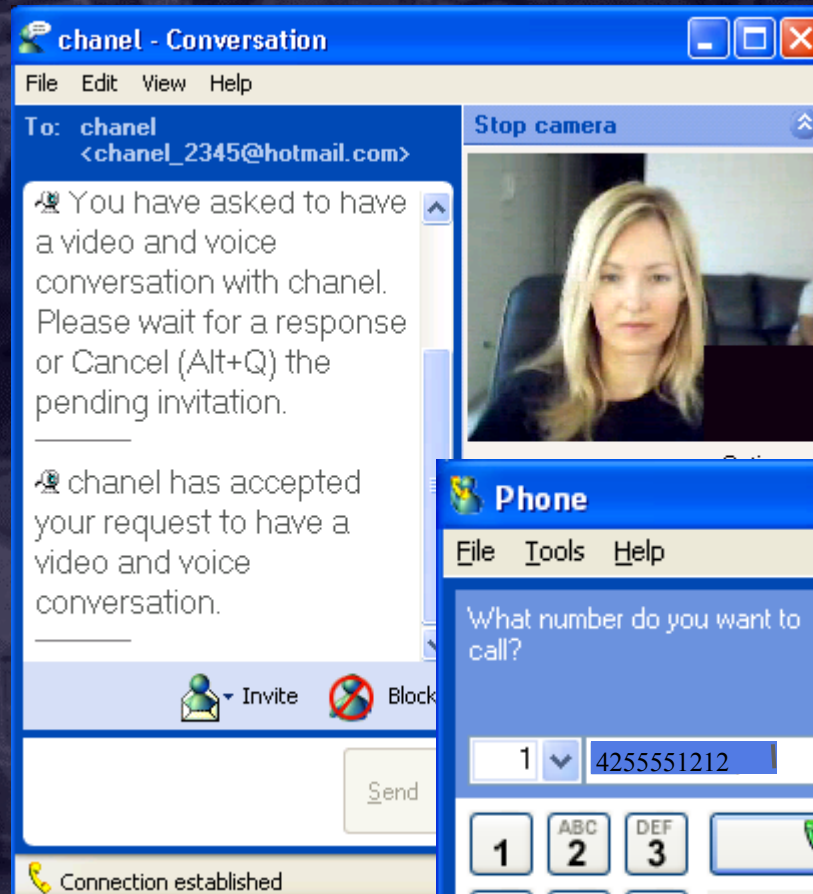 chanel - Conversation
File Edit View Help
To: chanel
<chanel_2345@hotmail.com>
You have asked to have
a video and voice
conversation with chanel.
Please wait for a response
or Cancel (Alt+Q) the
pending invitation.
chanel has accepted
your request to have a
video and voice
conversation.
Invite Block
Send
Connection established
Stop camera
Phone
File Tools Help
What number do you want to
call?
1 4255551212
1 ABC 2 DEF 3